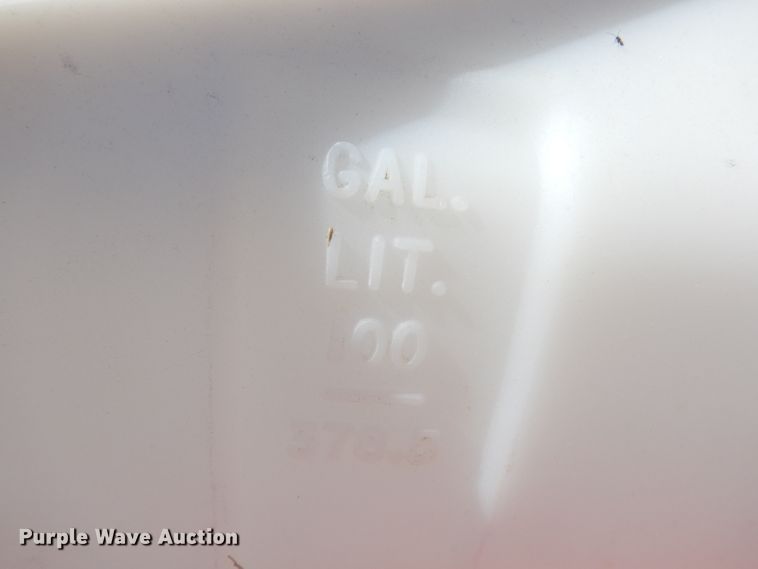 GAL.
LIT.
100
378.5
Purple Wave Auction